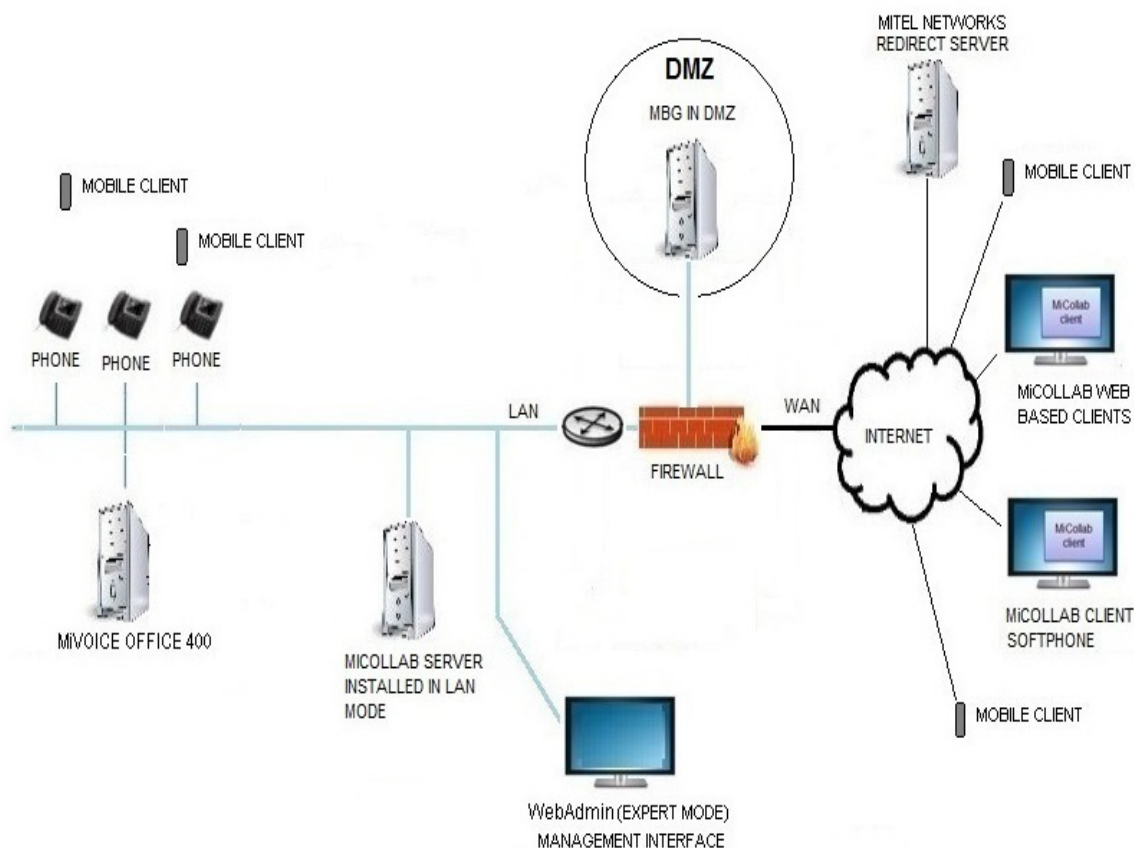 MITEL NETWORKS
REDIRECT SERVER
DMZ
MBG IN DMZ
MOBILE CLIENT
MOBILE CLIENT
MOBILE CLIENT
PHONE
PHONE
PHONE
MiCollab
client
MiCOLLAB WEB
BASED CLIENTS
LAN
WAN
INTERNET
FIREWALL
MiCollab
client
MiCOLLAB CLIENT
SOFTPHONE
MiVOICE OFFICE 400
MICOLLAB SERVER
INSTALLED IN LAN
MODE
MOBILE CLIENT
WebAdmin (EXPERT MODE)
MANAGEMENT INTERFACE